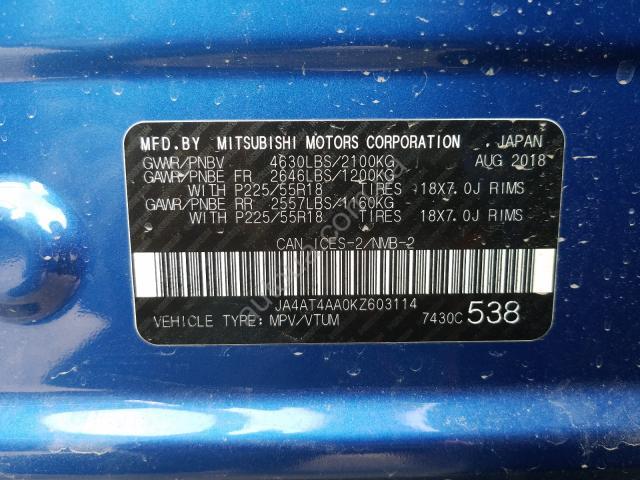 MFD.BY MITSUBISHI MOTORS CORPORATION , JAPAN
GVWR/PNBV 4630LBS/2100KG AUG 2018
GAWR/PNBE FR 2646LBS/1200KG
WITH P225/55R18 TIRES 18X7.0J RIMS
GAWR/PNBE RR 2557LBS/1160KG
WITH P225/55R18 TIRES 18X7.0J RIMS
CAN CES-2/NMB-2
JA4AT4AA0KZ603114
VEHICLE TYPE: MPV/VTUM 7430C 538